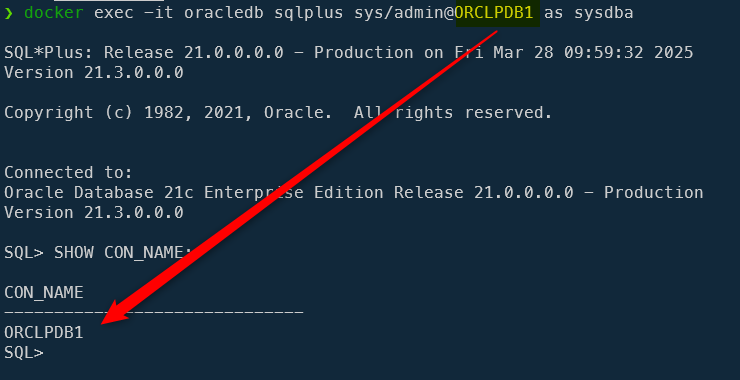 ❯ docker exec -it oracledb sqlplus sys/admin@ORCLPDB1 as sysdba
SQL*Plus: Release 21.0.0.0.0 - Production on Fri Mar 28 09:59:32 2025
Version 21.3.0.0.0
Copyright (c) 1982, 2021, Oracle.  All rights reserved.
Connected to:
Oracle Database 21c Enterprise Edition Release 21.0.0.0.0 - Production
Version 21.3.0.0.0
SQL> SHOW CON_NAME;
CON_NAME
------------------------------
ORCLPDB1
SQL>